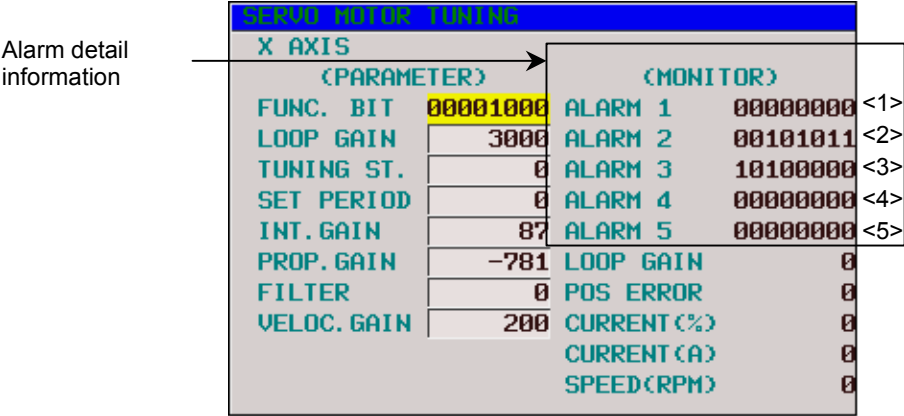 SERVO MOTOR TUNING
X AXIS
Alarm detail
information
(PARAMETER) (MONITOR)
FUNC. BIT 00001000 ALARM 1 00000000 <1>
LOOP GAIN 3000 ALARM 2 00101011 <2>
TUNING ST. 0 ALARM 3 10100000 <3>
SET PERIOD 0 ALARM 4 00000000 <4>
INT.GAIN 87 ALARM 5 00000000 <5>
PROP.GAIN -781 LOOP GAIN 0
FILTER 0 POS ERROR 0
VELOC.GAIN 200 CURRENT(%) 0
CURRENT(A) 0
SPEED(RPM) 0